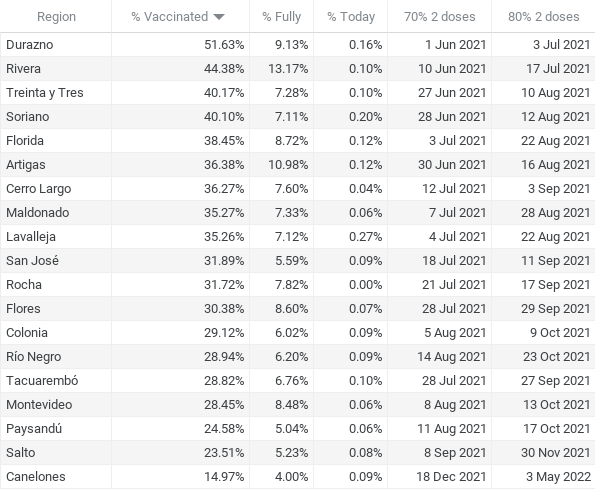 Region % Vaccinated % Fully % Today 70% 2 doses 80% 2 doses
Durazno 51.63% 9.13% 0.16% 1 Jun 2021 3 Jul 2021
Rivera 44.38% 13.17% 0.10% 10 Jun 2021 17 Jul 2021
Treinta y Tres 40.17% 7.28% 0.10% 27 Jun 2021 10 Aug 2021
Soriano 40.10% 7.11% 0.20% 28 Jun 2021 12 Aug 2021
Florida 38.45% 8.72% 0.12% 3 Jul 2021 22 Aug 2021
Artigas 36.38% 10.98% 0.12% 30 Jun 2021 16 Aug 2021
Cerro Largo 36.27% 7.60% 0.04% 12 Jul 2021 3 Sep 2021
Maldonado 35.27% 7.33% 0.06% 7 Jul 2021 28 Aug 2021
Lavalleja 35.26% 7.12% 0.27% 4 Jul 2021 22 Aug 2021
San José 31.89% 5.59% 0.09% 18 Jul 2021 11 Sep 2021
Rocha 31.72% 7.82% 0.00% 21 Jul 2021 17 Sep 2021
Flores 30.38% 8.60% 0.07% 28 Jul 2021 29 Sep 2021
Colonia 29.12% 6.02% 0.09% 5 Aug 2021 9 Oct 2021
Río Negro 28.94% 6.20% 0.09% 14 Aug 2021 23 Oct 2021
Tacuarembó 28.82% 6.76% 0.10% 28 Jul 2021 27 Sep 2021
Montevideo 28.45% 8.48% 0.06% 8 Aug 2021 13 Oct 2021
Paysandú 24.58% 5.04% 0.06% 11 Aug 2021 17 Oct 2021
Salto 23.51% 5.23% 0.08% 8 Sep 2021 30 Nov 2021
Canelones 14.97% 4.00% 0.09% 18 Dec 2021 3 May 2022